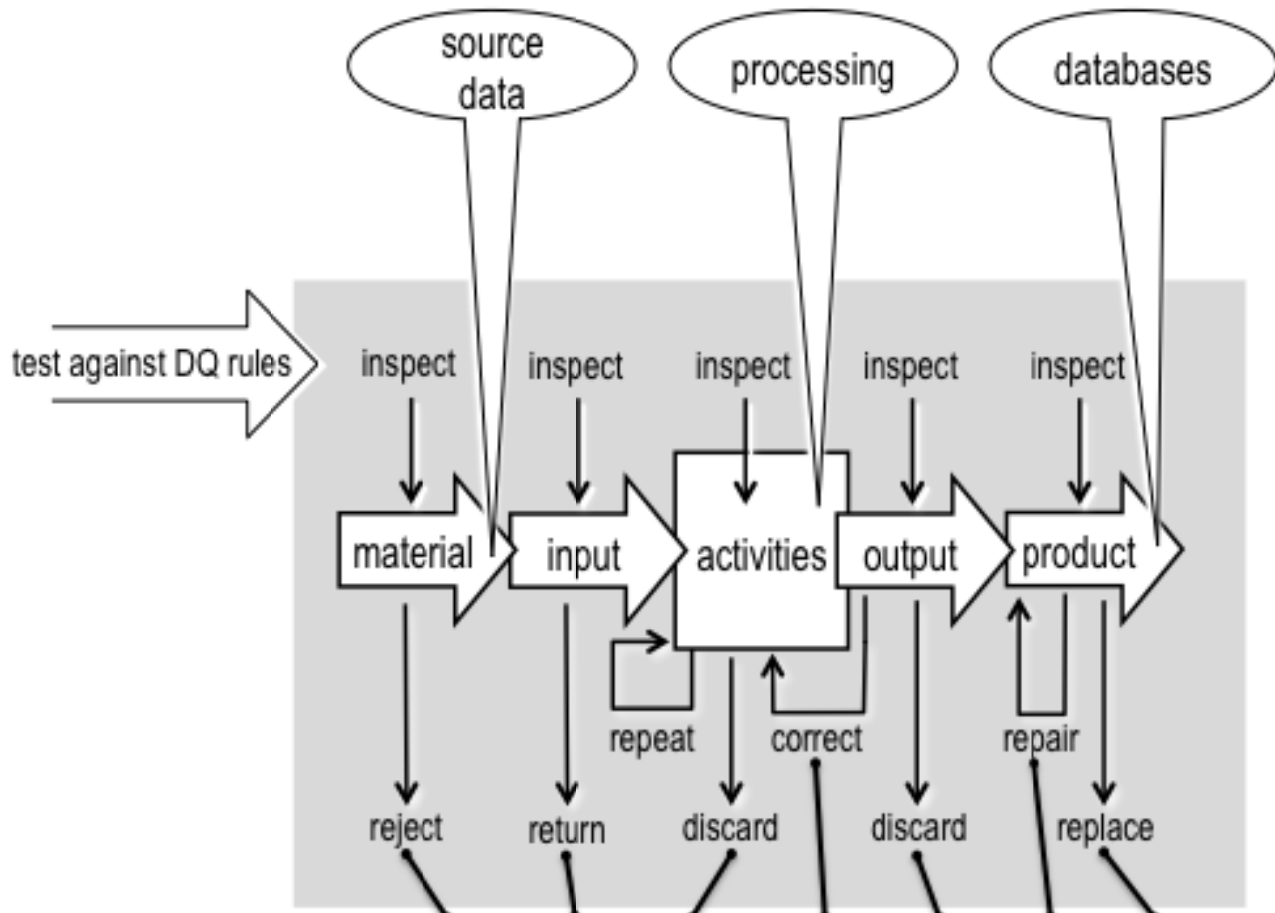 source
data
processing
databases
test against DQ rules
inspect
inspect
inspect
inspect
inspect
material
input
activities
output
product
repeat
correct
repair
reject
return
discard
discard
replace